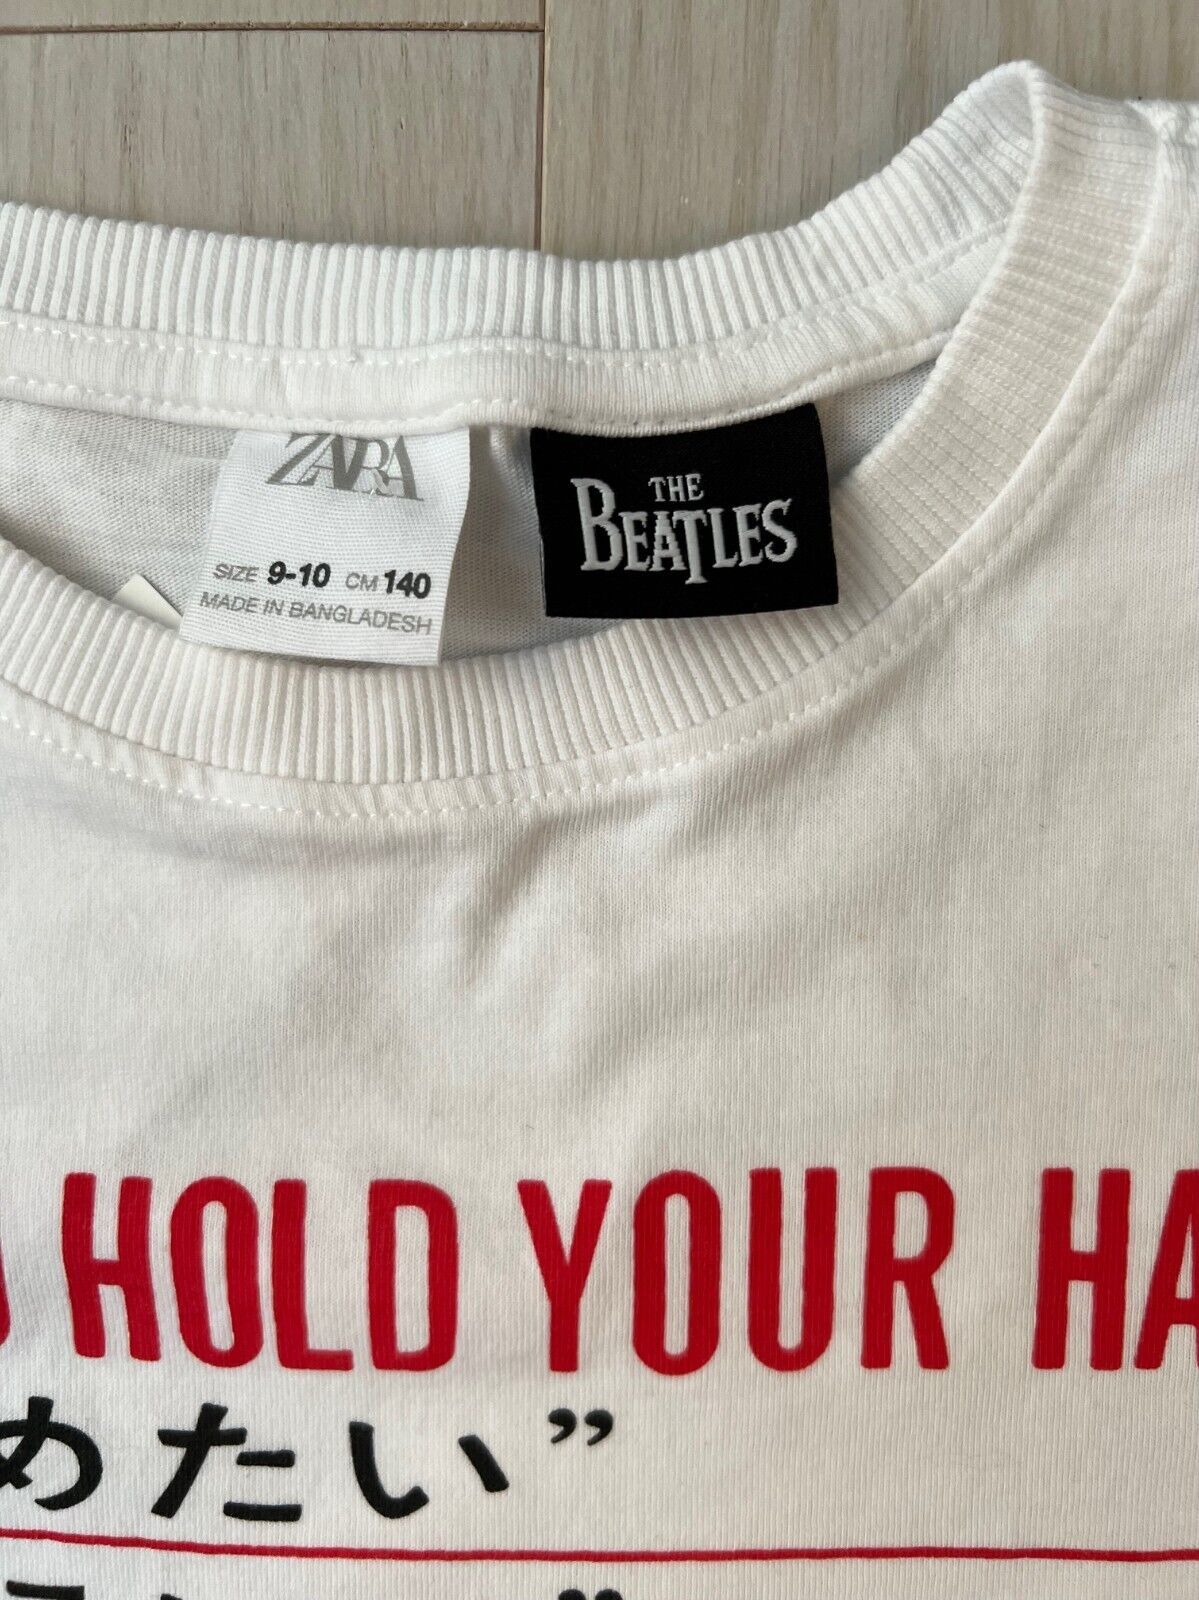 ZARA
SIZE 9-10 CM 140
MADE IN BANGLADESH
THE
BEATLES
HOLD YOUR HA
めたい”
”